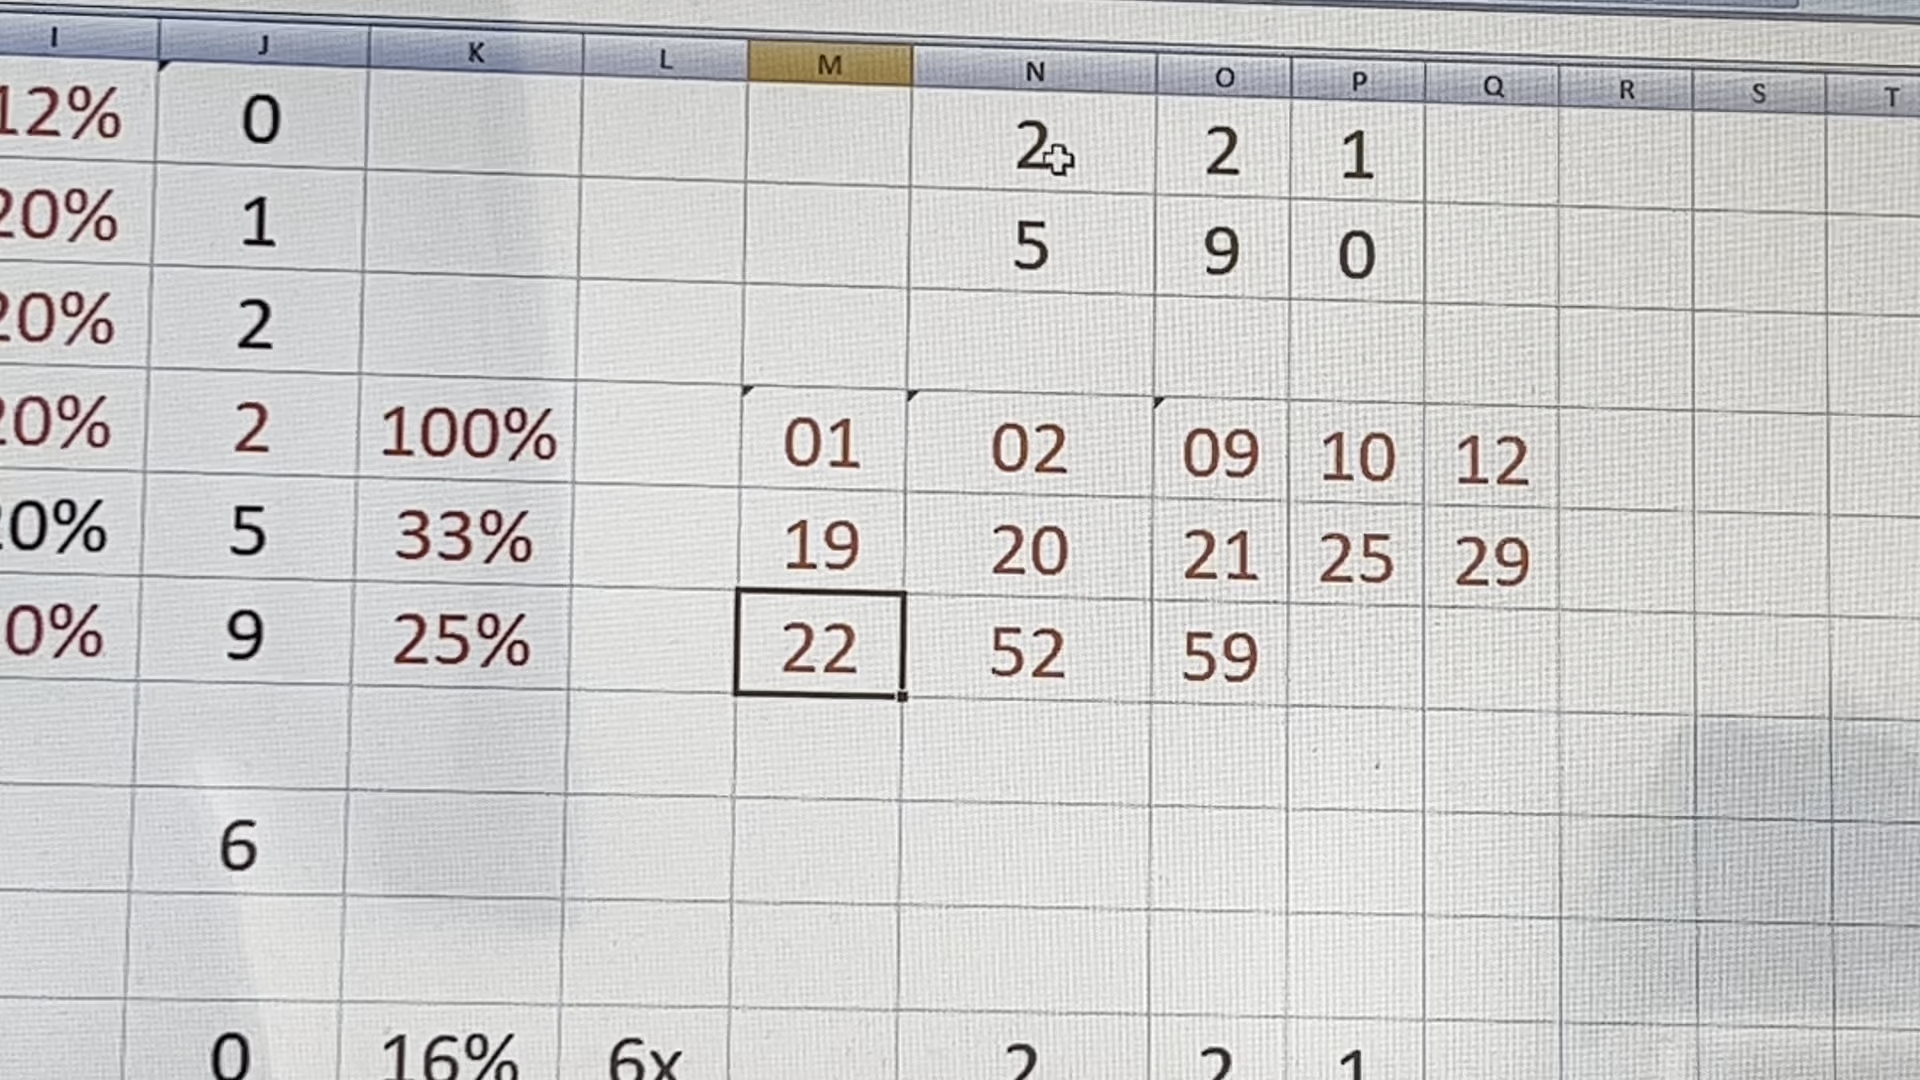 I J K L M N O P Q R S T
12% 0 2 2 1
20% 1 5 9 0
20% 2
20% 2 100% 01 02 09 10 12
0% 5 33% 19 20 21 25 29
0% 9 25% 22 52 59
6
0 16% 6x 2 2 1